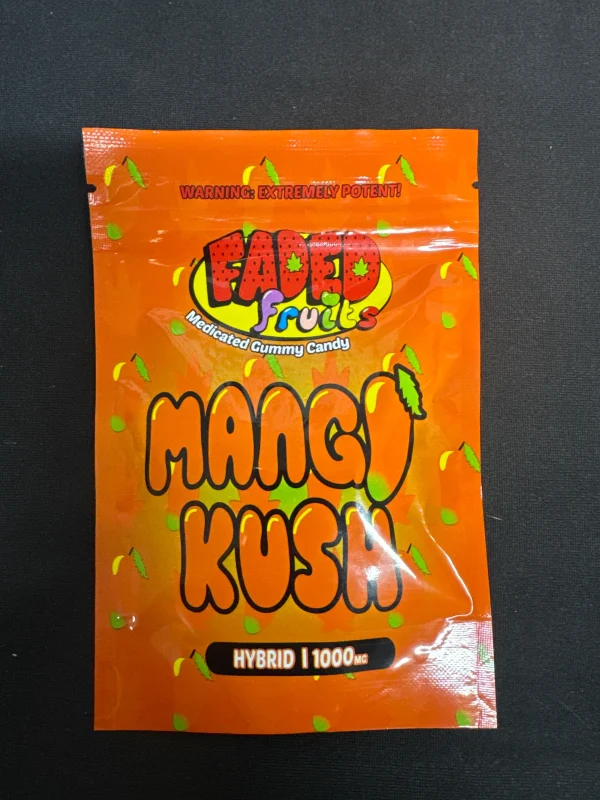 WARNING: EXTREMELY POTENT!
FADED
fruits
Medicated Gummy Candy
MANGO
KUSH
HYBRID | 1000MG